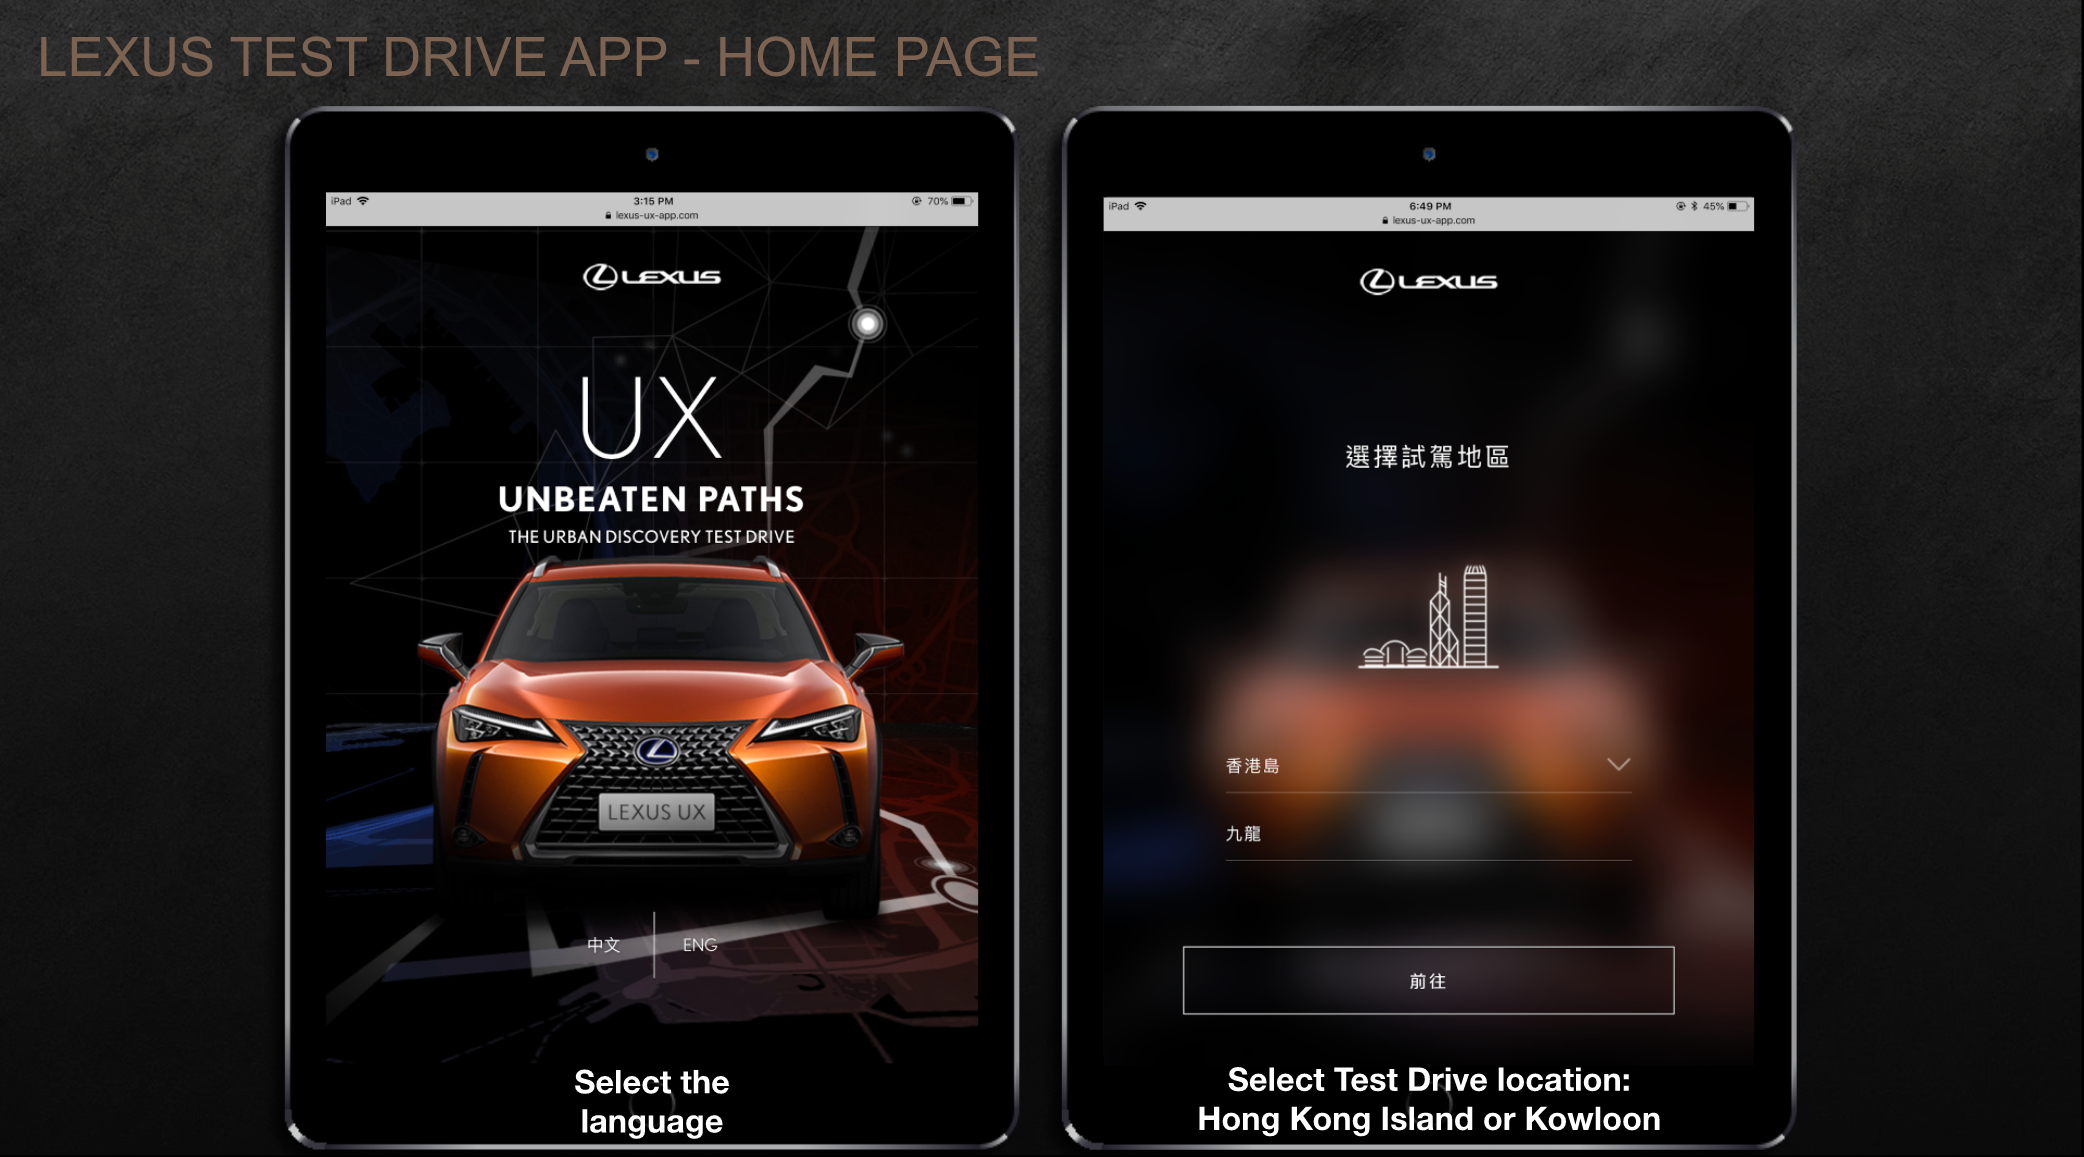 LEXUS TEST DRIVE APP - HOME PAGE
iPad
3:15 PM
70%
lexus-ux-app.com
LEXUS
UX
UNBEATEN PATHS
THE URBAN DISCOVERY TEST DRIVE
LEXUS UX
中文
ENG
Select the
language
iPad
6:49 PM
45%
lexus-ux-app.com
LEXUS
選擇試駕地區
香港島
九龍
前往
Select Test Drive location:
Hong Kong Island or Kowloon